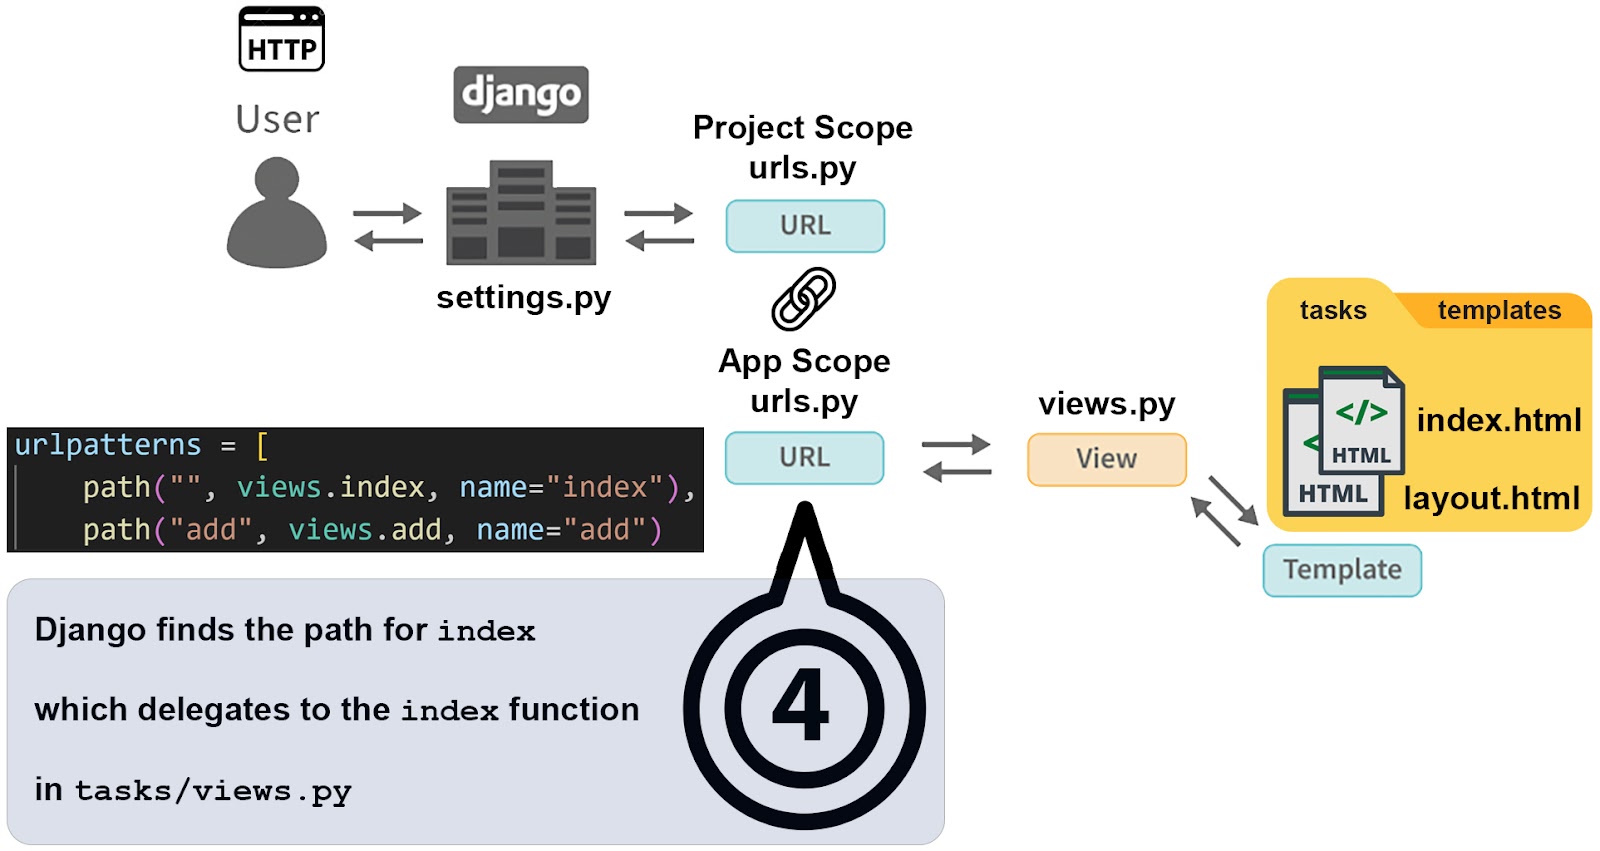 HTTP
User
django
settings.py
Project Scope
urls.py
URL
App Scope
urls.py
URL
views.py
View
tasks
templates
</>
<
HTML
HTML
index.html
layout.html
Template
urlpatterns = [
    path("", views.index, name="index"),
    path("add", views.add, name="add")
Django finds the path for index
which delegates to the index function
in tasks/views.py
4